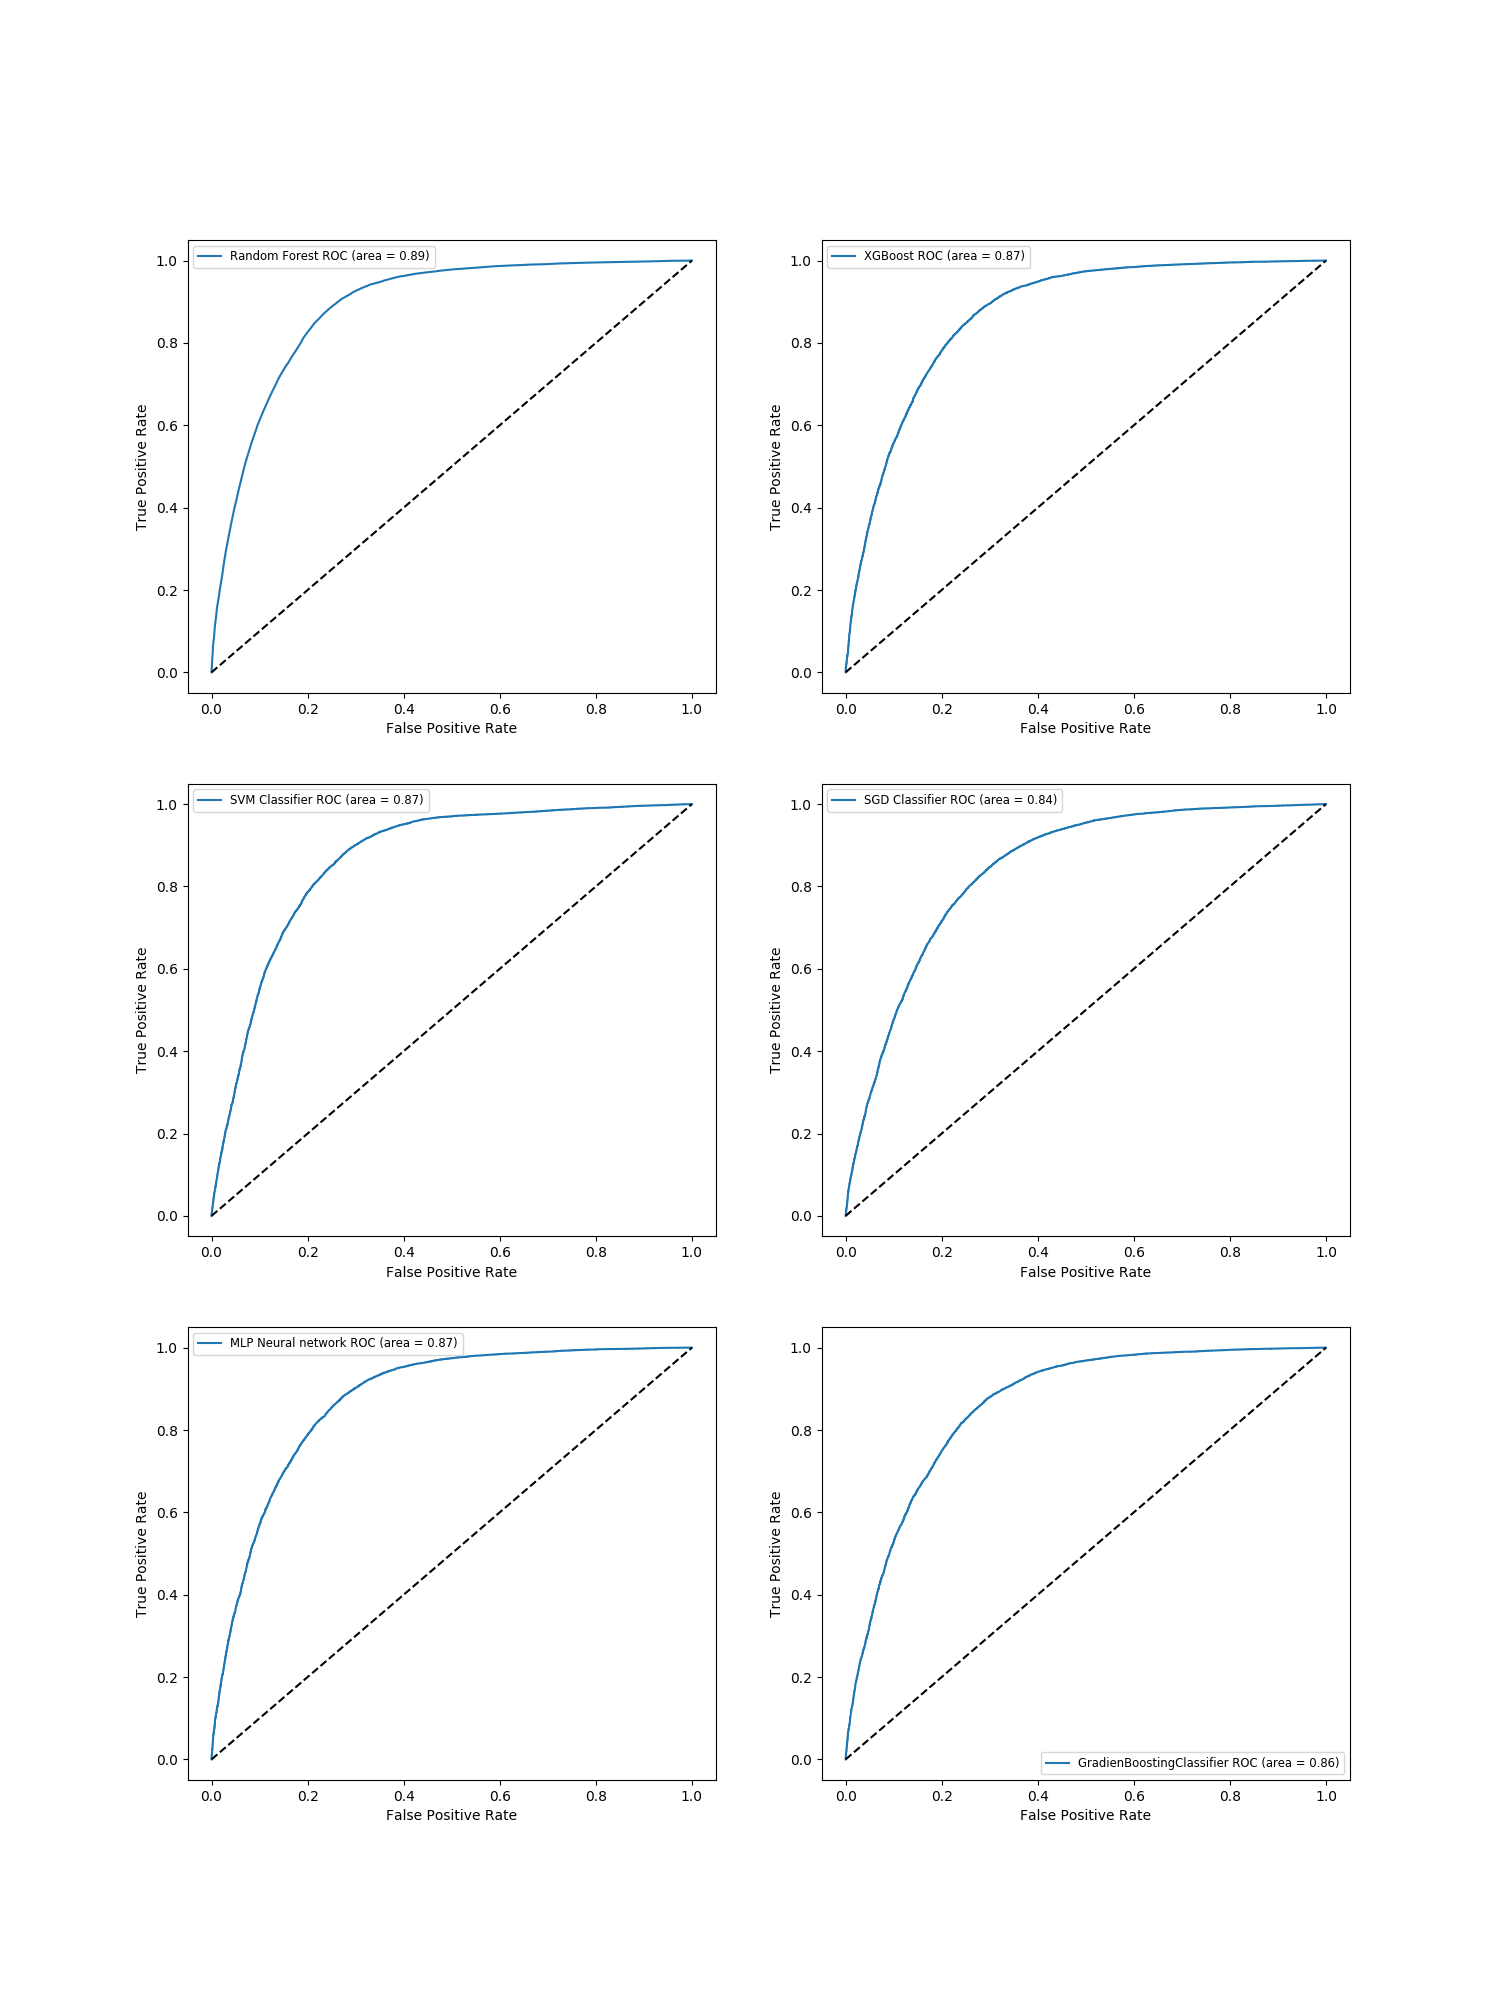 Random Forest ROC (area = 0.89)
1.0
0.8
0.6
0.4
0.2
0.0
True Positive Rate
0.0 0.2 0.4 0.6 0.8 1.0
False Positive Rate
XGBoost ROC (area = 0.87)
1.0
0.8
0.6
0.4
0.2
0.0
True Positive Rate
0.0 0.2 0.4 0.6 0.8 1.0
False Positive Rate
SVM Classifier ROC (area = 0.87)
1.0
0.8
0.6
0.4
0.2
0.0
True Positive Rate
0.0 0.2 0.4 0.6 0.8 1.0
False Positive Rate
SGD Classifier ROC (area = 0.84)
1.0
0.8
0.6
0.4
0.2
0.0
True Positive Rate
0.0 0.2 0.4 0.6 0.8 1.0
False Positive Rate
MLP Neural network ROC (area = 0.87)
1.0
0.8
0.6
0.4
0.2
0.0
True Positive Rate
0.0 0.2 0.4 0.6 0.8 1.0
False Positive Rate
1.0
0.8
0.6
0.4
0.2
0.0
True Positive Rate
GradienBoostingClassifier ROC (area = 0.86)
0.0 0.2 0.4 0.6 0.8 1.0
False Positive Rate